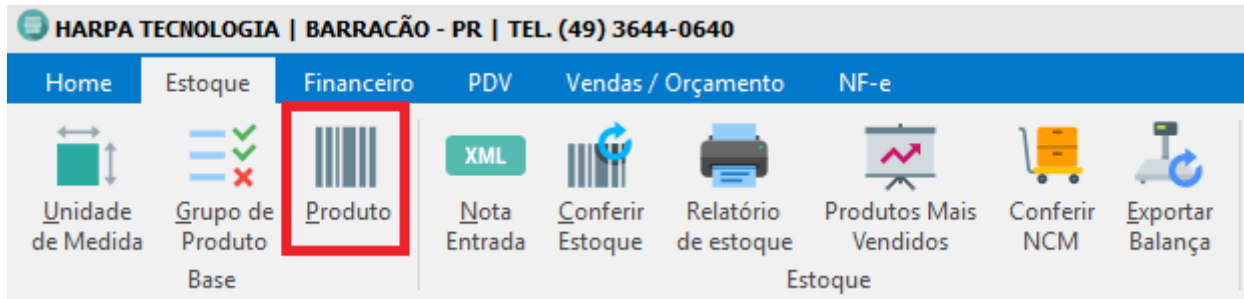 HARPA TECNOLOGIA | BARRACÃO - PR | TEL. (49) 3644-0640
Home Estoque Financeiro PDV Vendas / Orçamento NF-e
XML
Unidade de Medida
Grupo de Produto
Produto
Nota Entrada
Conferir Estoque
Relatório de estoque
Produtos Mais Vendidos
Conferir NCM
Exportar Balança
Base Estoque